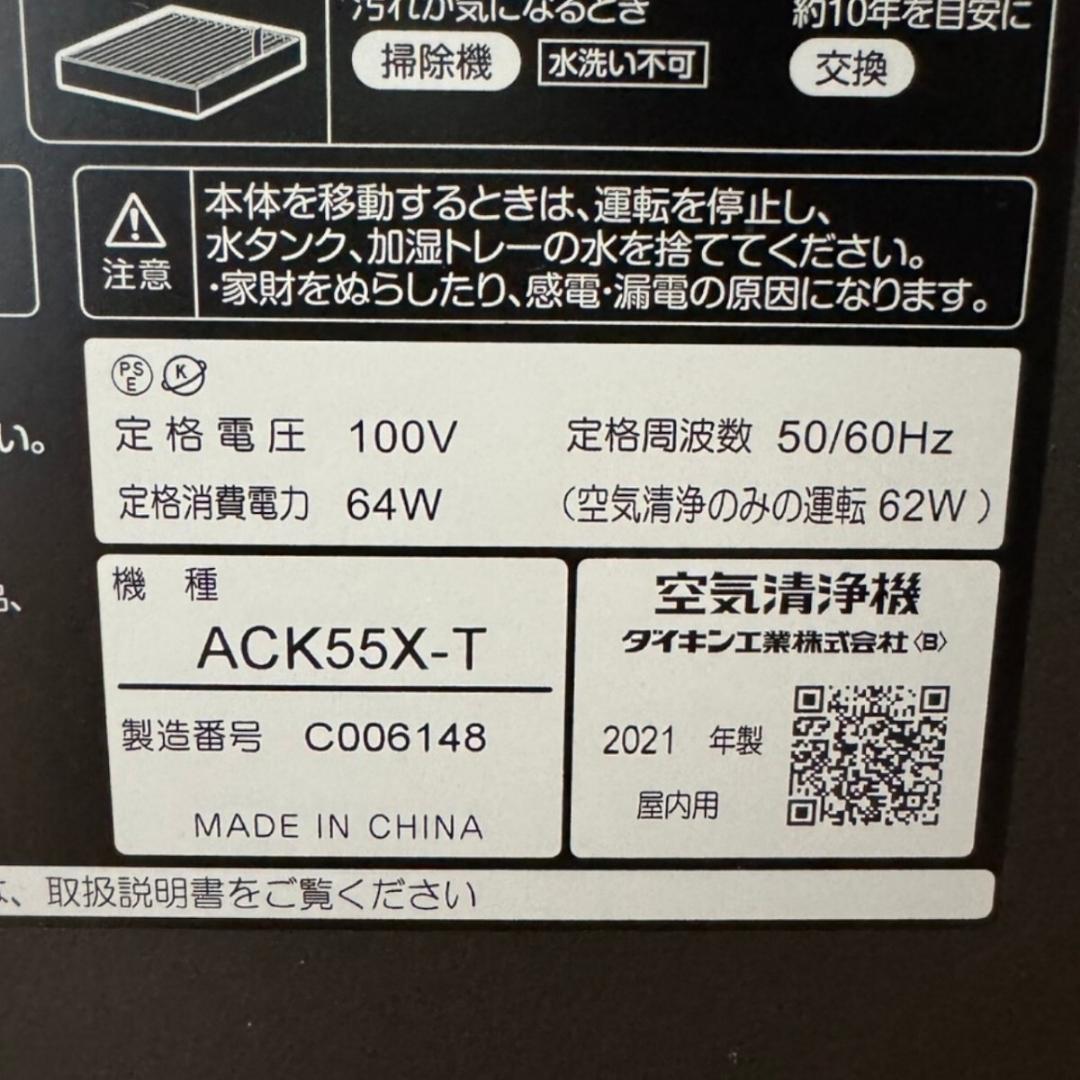 汚れが気になるとき
約10年を目安に
掃除機 水洗い不可
交換
注意
本体を移動するときは、運転を停止し、
水タンク、加湿トレーの水を捨ててください。
・家財をぬらしたり、感電・漏電の原因になります。
い。
PS
E
K
定格電圧 100V 定格周波数 50/60Hz
定格消費電力 64W (空気清浄のみの運転 62W)
機 種
ACK55X-T
製造番号 C006148
MADE IN CHINA
空気清浄機
ダイキン工業株式会社〈B〉
2021 年製
屋内用
、取扱説明書をご覧ください